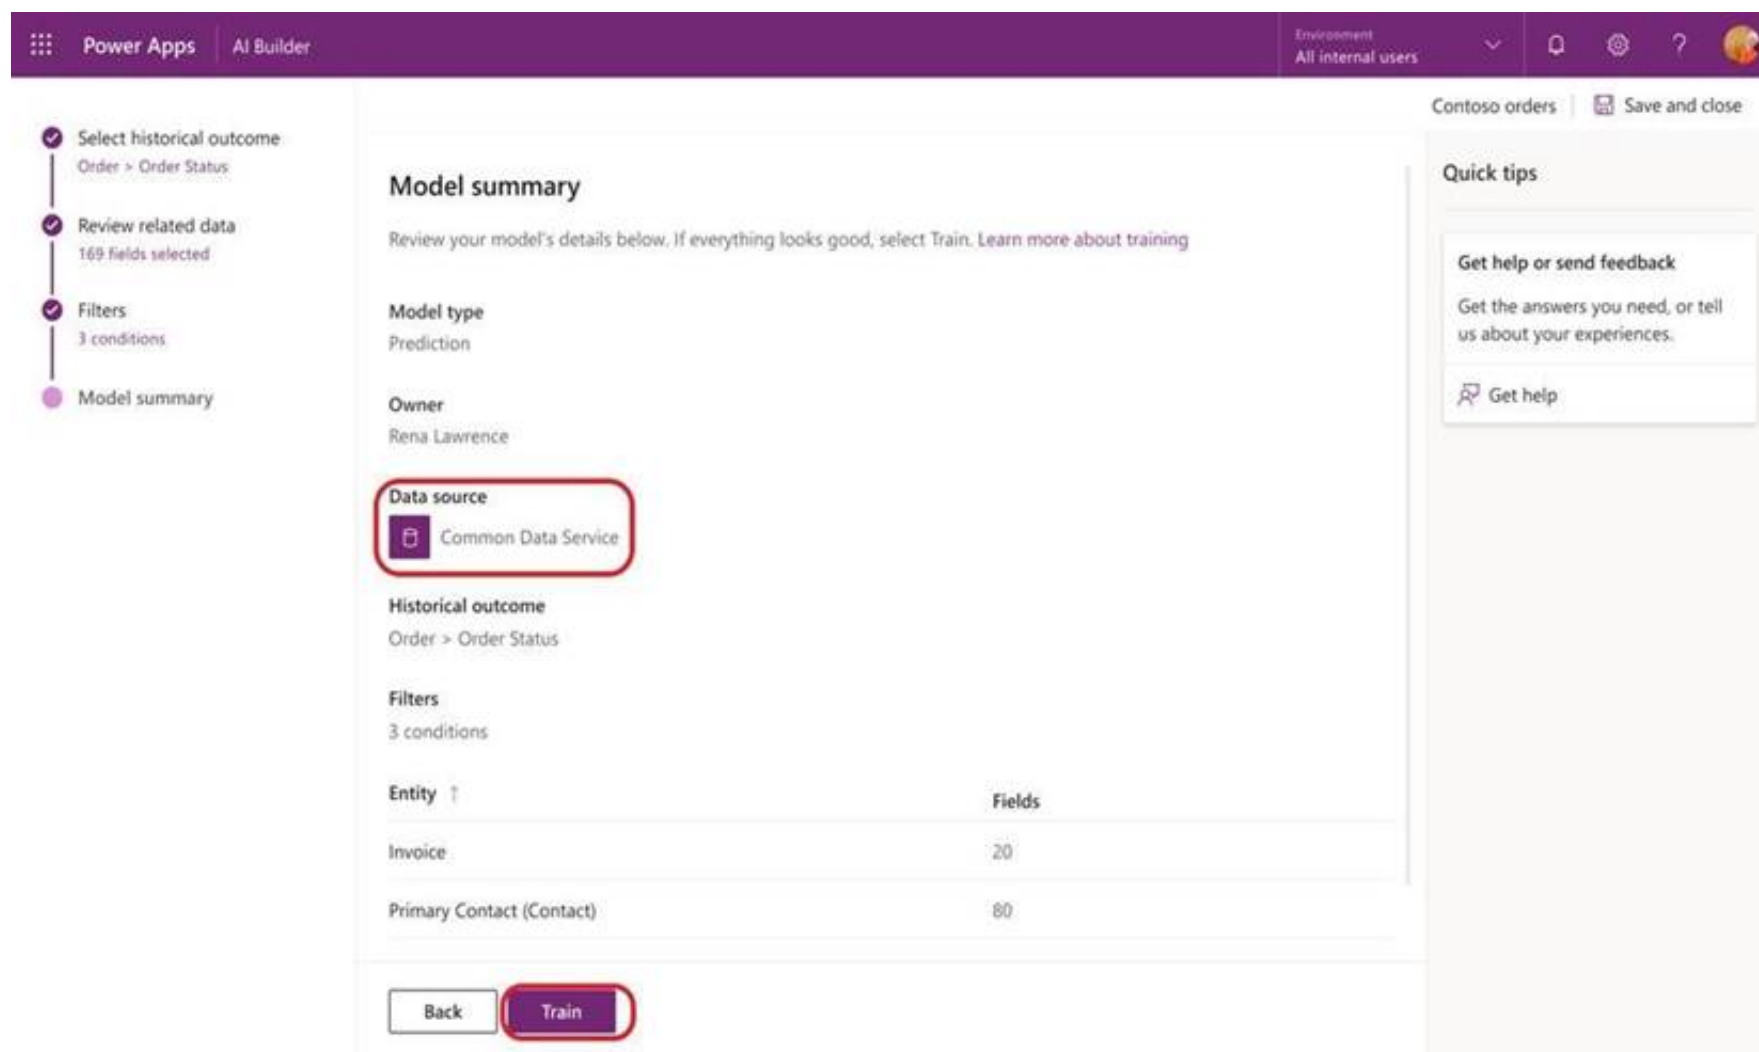 Power Apps
AI Builder
Environment
All internal users
?
Contoso orders
Save and close
Select historical outcome
Order > Order Status
Review related data
169 fields selected
Filters
3 conditions
Model summary
Model summary
Review your model's details below. If everything looks good, select Train. Learn more about training
Model type
Prediction
Owner
Rena Lawrence
Data source
Common Data Service
Historical outcome
Order > Order Status
Filters
3 conditions
Entity ↑
Fields
Invoice
20
Primary Contact (Contact)
80
Back
Train
Quick tips
Get help or send feedback
Get the answers you need, or tell
us about your experiences.
Get help